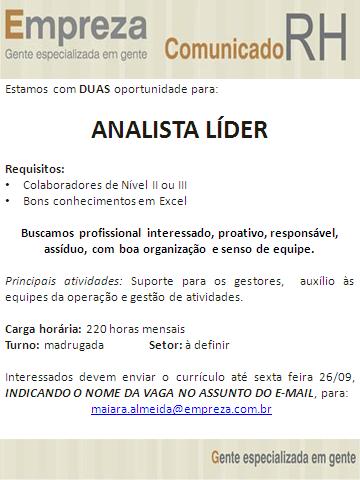 Empreza
Gente especializada em gente
Comunicado RH
Estamos com DUAS oportunidade para:
ANALISTA LÍDER
Requisitos:
• Colaboradores de Nível II ou III
• Bons conhecimentos em Excel
Buscamos profissional interessado, proativo, responsável,
assíduo, com boa organização e senso de equipe.
Principais atividades: Suporte para os gestores, auxílio às
equipes da operação e gestão de atividades.
Carga horária: 220 horas mensais
Turno: madrugada Setor: à definir
Interessados devem enviar o currículo até sexta feira 26/09,
INDICANDO O NOME DA VAGA NO ASSUNTO DO E-MAIL, para:
maiara.almeida@empreza.com.br
Gente especializada em gente